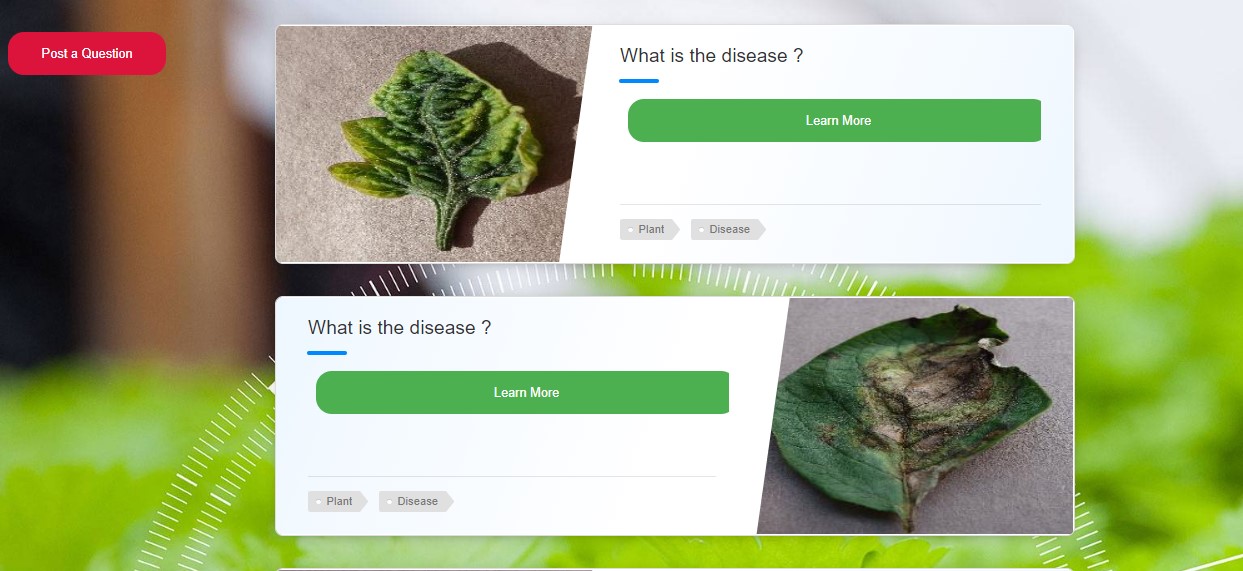 Post a Question
What is the disease ?
Learn More
Plant
Disease
What is the disease ?
Learn More
Plant
Disease